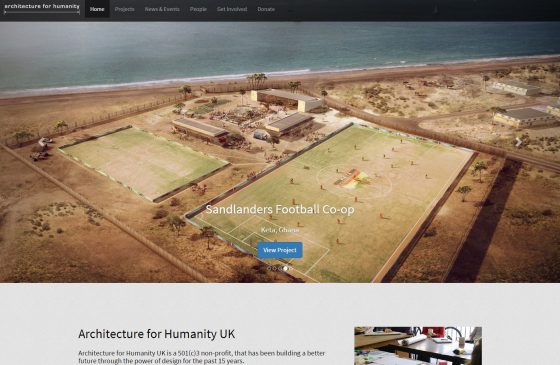 architecture for humanity
Home Projects News & Events People Get Involved Donate
Sandlanders Football Co-op
Keta, Ghana
View Project
Architecture for Humanity UK
Architecture for Humanity UK is a 501(c)3 non-profit, that has been building a better
future through the power of design for the past 15 years.